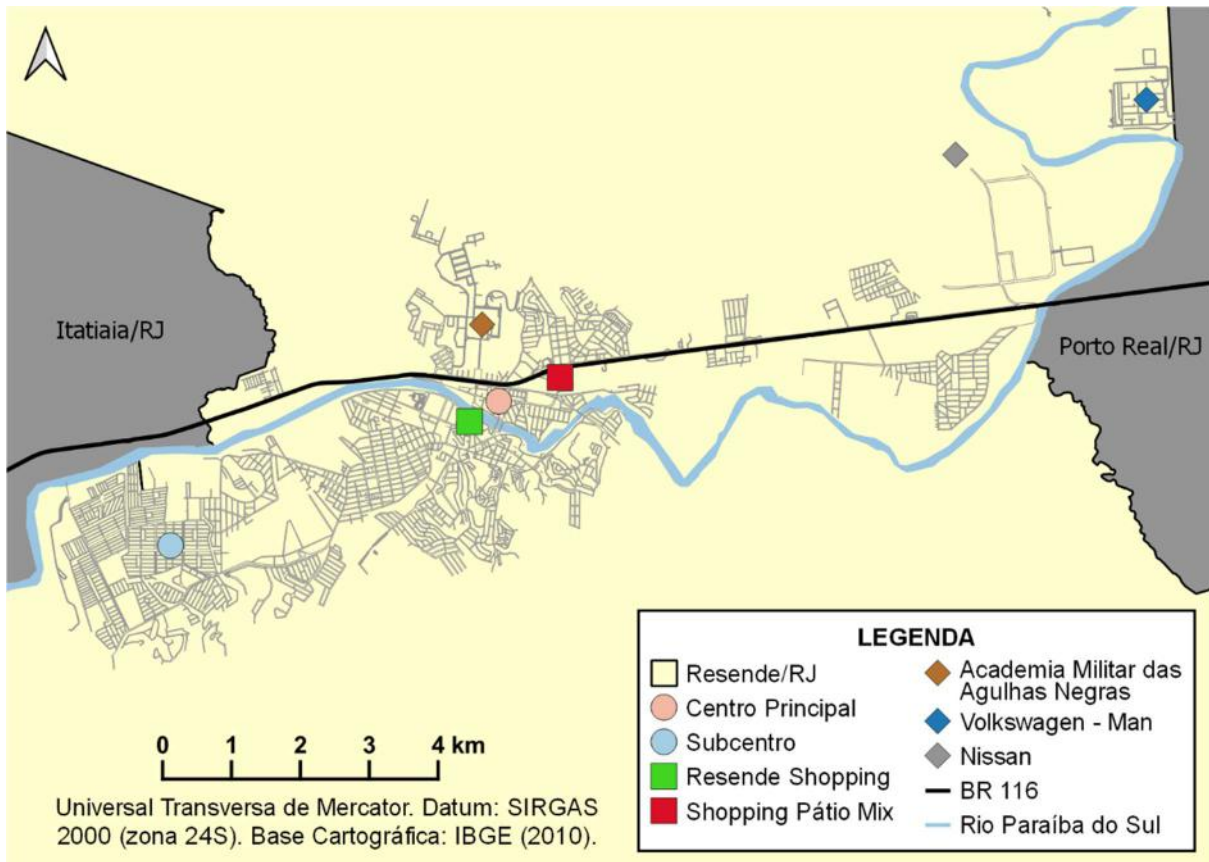 Itatiaia/RJ
Porto Real/RJ
LEGENDA
Resende/RJ
Centro Principal
Subcentro
Resende Shopping
Shopping Pátio Mix
Academia Militar das
Agulhas Negras
Volkswagen - Man
Nissan
BR 116
Rio Paraíba do Sul
0 1 2 3 4 km
Universal Transversa de Mercator. Datum: SIRGAS
2000 (zona 24S). Base Cartográfica: IBGE (2010).